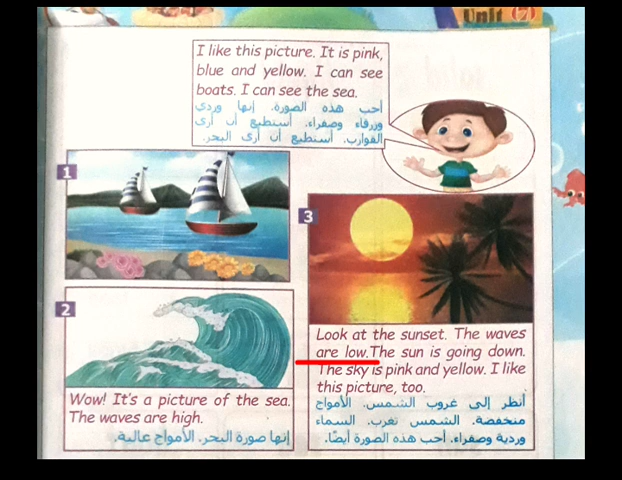 Unit (7)
I like this picture. It is pink,
blue and yellow. I can see
boats. I can see the sea.
أحب هذه الصورة. إنها وردي
وزرقاء وصفراء. أستطيع أن أرى
القوارب. أستطيع أن أرى البحر.
1
2
Wow! It's a picture of the sea.
The waves are high.
إنها صورة البحر. الأمواج عالية.
3
Look at the sunset. The waves
are low.The sun is going down.
The sky is pink and yellow. I like
this picture, too.
أنظر إلى غروب الشمس. الأمواج
منخفضة. الشمس تغرب. السماء
وردية وصفراء. أحب هذه الصورة أيضًا.